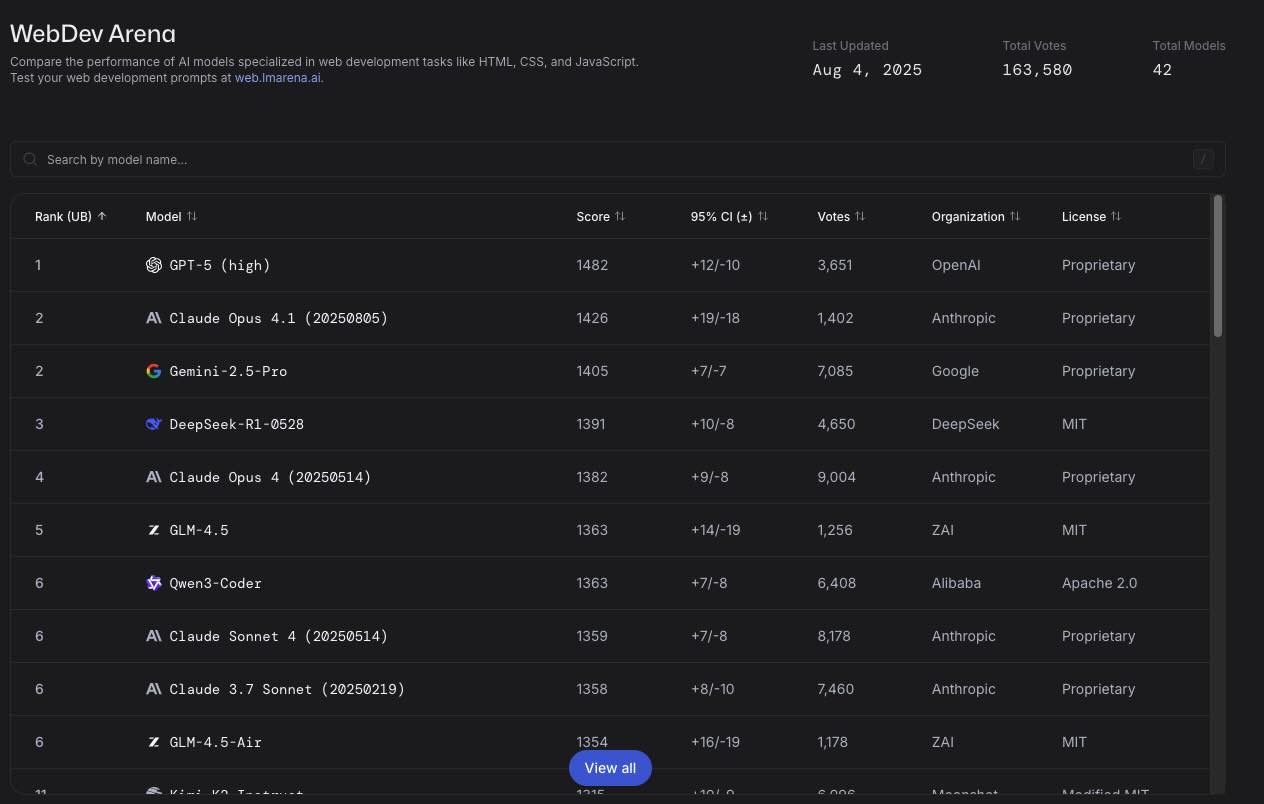 WebDev Arena
Compare the performance of AI models specialized in web development tasks like HTML, CSS, and JavaScript.
Test your web development prompts at web.lmarena.ai.
Last Updated Total Votes Total Models
Aug 4, 2025 163,580 42
Search by model name... /
Rank (UB) Model Score 95% CI (±) Votes Organization License
1 GPT-5 (high) 1482 +12/-10 3,651 OpenAI Proprietary
2 Claude Opus 4.1 (20250805) 1426 +19/-18 1,402 Anthropic Proprietary
2 Gemini-2.5-Pro 1405 +7/-7 7,085 Google Proprietary
3 DeepSeek-R1-0528 1391 +10/-8 4,650 DeepSeek MIT
4 Claude Opus 4 (20250514) 1382 +9/-8 9,004 Anthropic Proprietary
5 GLM-4.5 1363 +14/-19 1,256 ZAI MIT
6 Qwen3-Coder 1363 +7/-8 6,408 Alibaba Apache 2.0
6 Claude Sonnet 4 (20250514) 1359 +7/-8 8,178 Anthropic Proprietary
6 Claude 3.7 Sonnet (20250219) 1358 +8/-10 7,460 Anthropic Proprietary
6 GLM-4.5-Air 1354 +16/-19 1,178 ZAI MIT
View all
11 Kimi-K2-Instruct Moonshot Modified MIT